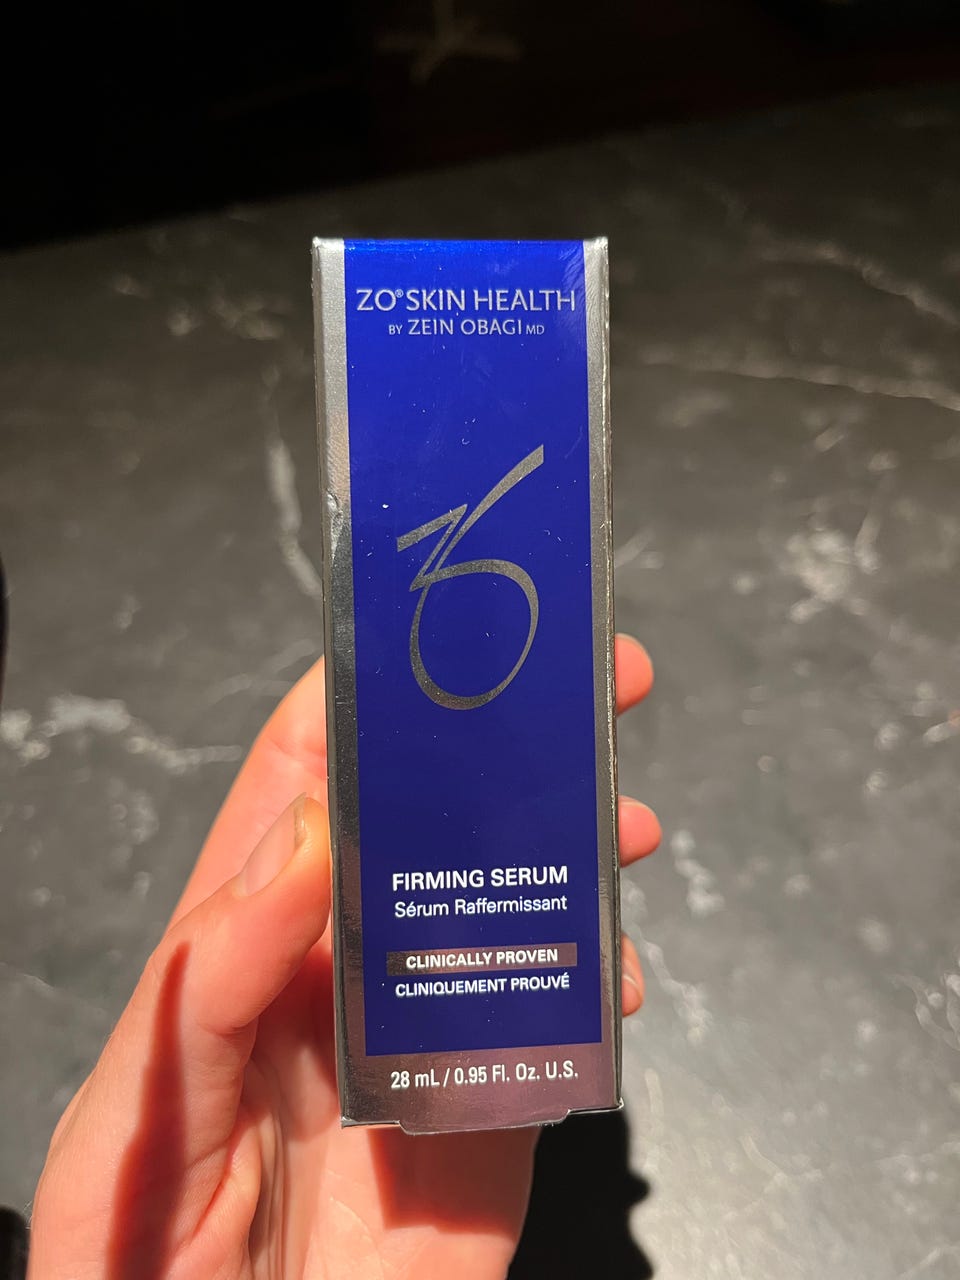 ZO® SKIN HEALTH
BY ZEIN OBAGI MD
ZO
FIRMING SERUM
Sérum Raffermissant
CLINICALLY PROVEN
CLINIQUEMENT PROUVÉ
28 mL / 0.95 Fl. Oz. U.S.